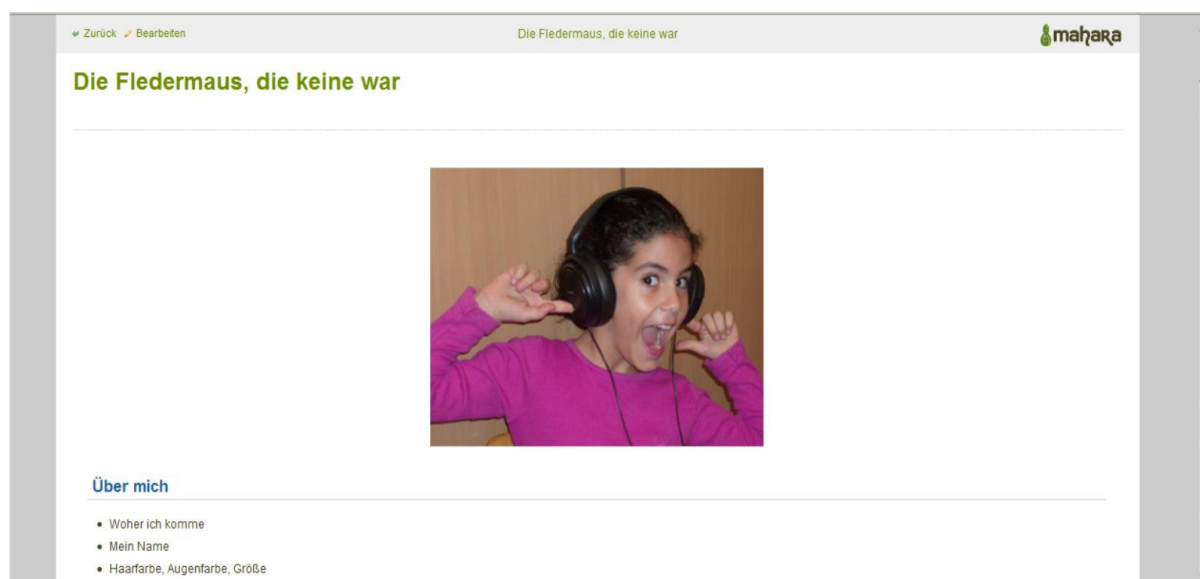 Zurück Bearbeiten Die Fledermaus, die keine war mahara
Die Fledermaus, die keine war
Über mich
Woher ich komme
Mein Name
Haarfarbe, Augenfarbe, Größe